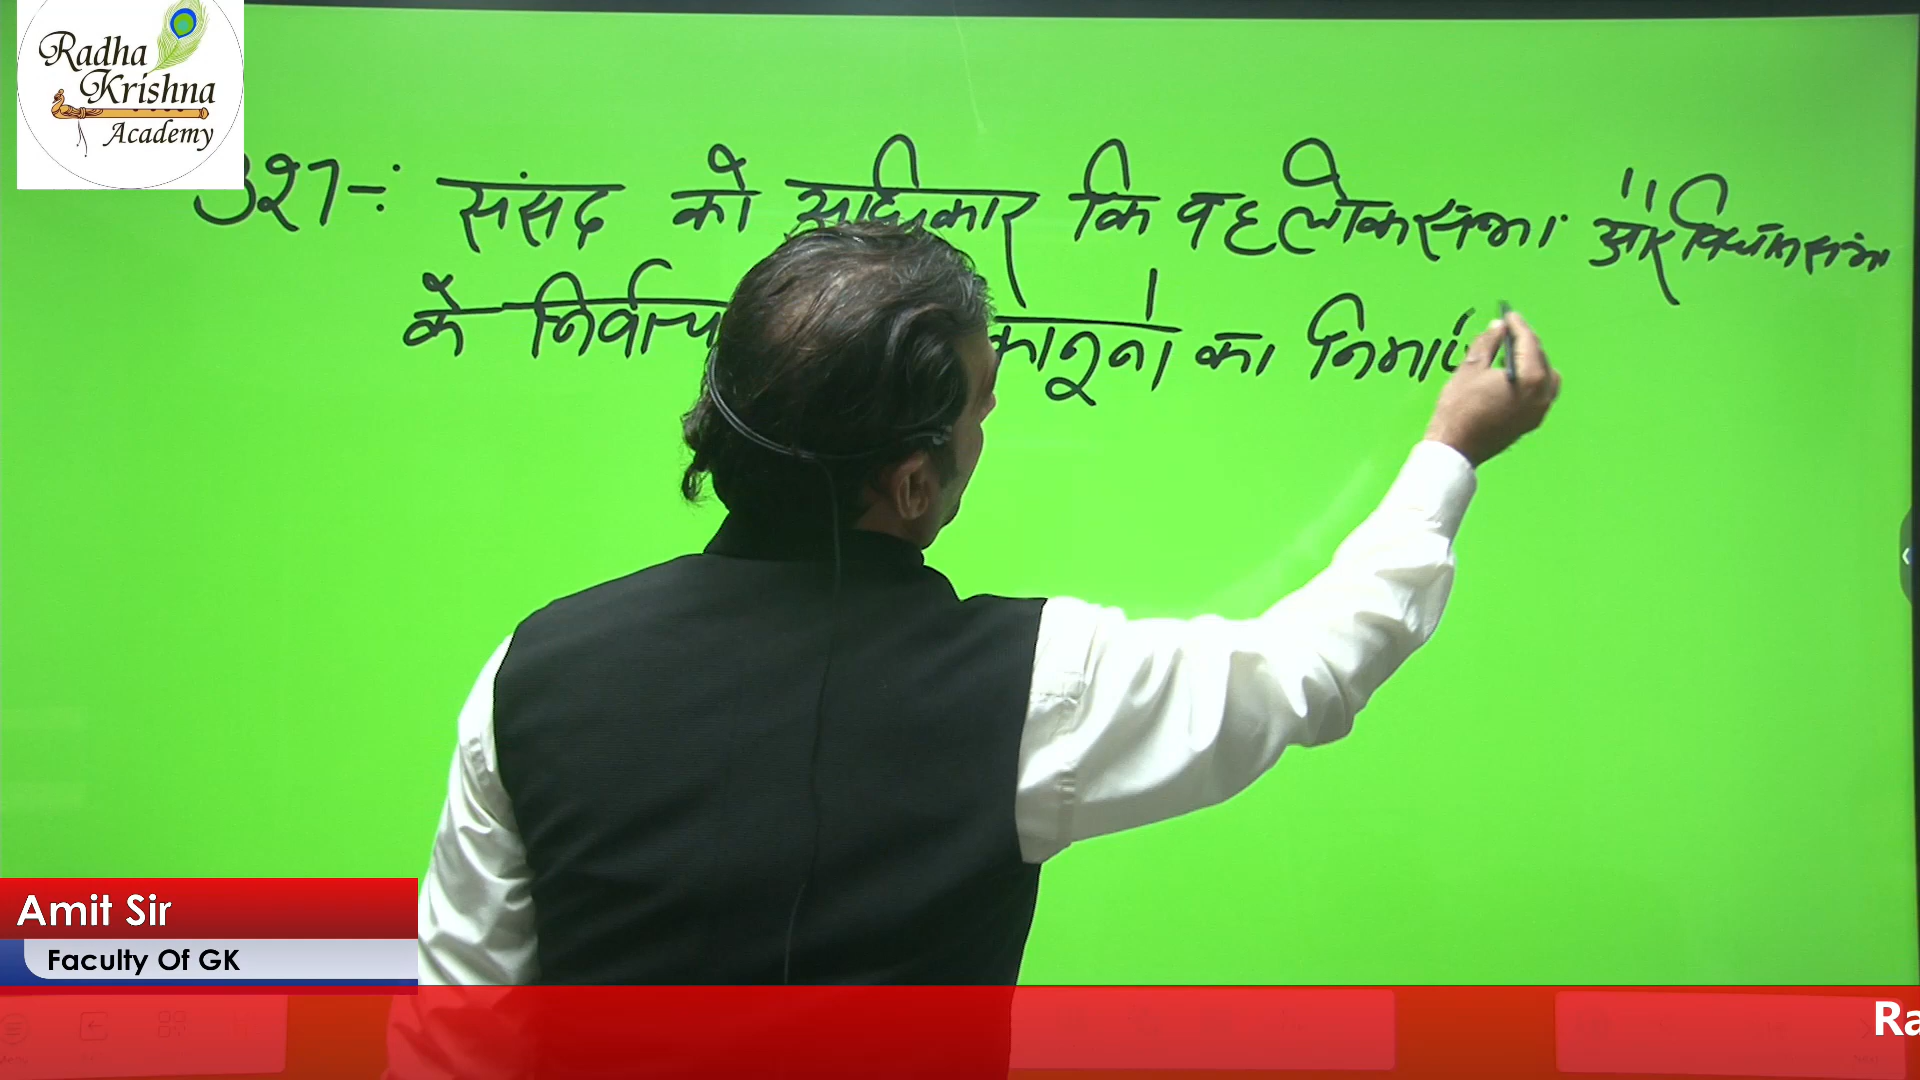 Radha
Krishna
Academy
327-: संसद को अधिकार कि वह लोकसभा और विधानसभा
के कानूनो का
Amit Sir
Faculty Of GK
Ra